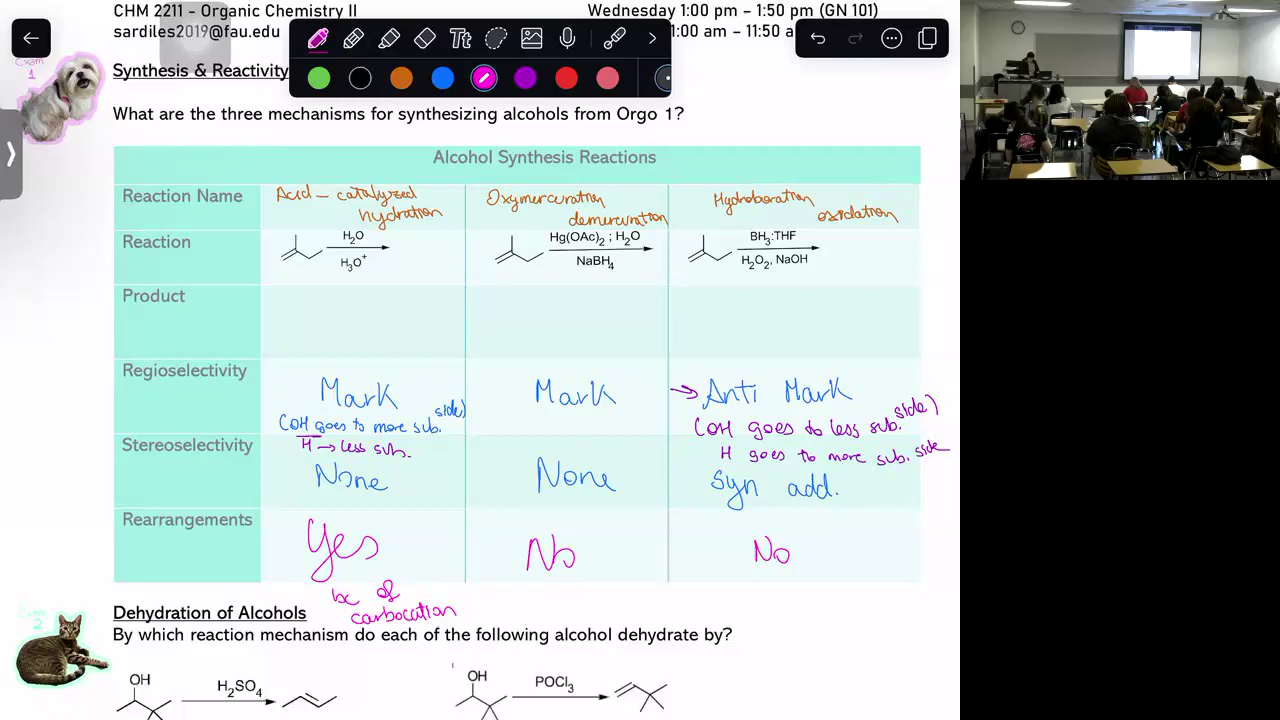 CHM 2211 - Organic Chemistry II
Wednesday 1:00 pm – 1:50 pm (GN 101)
sardiles2019@fau.edu
1:00 am – 11:50 a
Tt
Exam
1
Synthesis & Reactivity
What are the three mechanisms for synthesizing alcohols from Orgo 1?
Alcohol Synthesis Reactions
Reaction Name
Acid - catalyzed
hydration
Oxymercuration
demercuration
Hydroboration
oxidation
Reaction
H₂O
H₃O⁺
Hg(OAc)₂ ; H₂O
NaBH₄
BH₃:THF
H₂O₂, NaOH
Product
Regioselectivity
Mark
(OH goes to more sub. side)
H → less sub.
Mark
→ Anti Mark
(OH goes to less sub. side)
H goes to more sub. side
Stereoselectivity
None
None
Syn add.
Rearrangements
Yes
bc of
carbocation
No
No
Exam
2
Dehydration of Alcohols
By which reaction mechanism do each of the following alcohol dehydrate by?
OH
H₂SO₄
OH
POCl₃